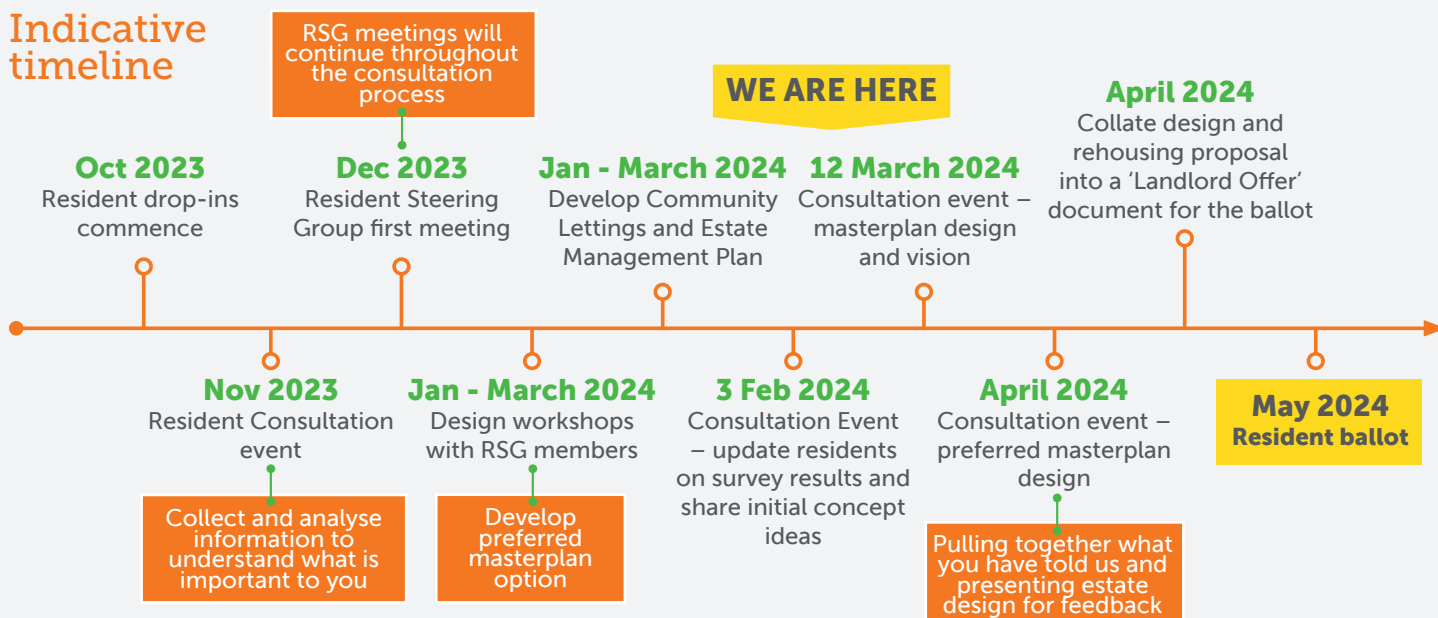 Indicative
timeline
RSG meetings will
continue throughout
the consultation
process
WE ARE HERE
Oct 2023
Resident drop-ins
commence
Dec 2023
Resident Steering
Group first meeting
Jan - March 2024
Develop Community
Lettings and Estate
Management Plan
12 March 2024
Consultation event –
masterplan design
and vision
April 2024
Collate design and
rehousing proposal
into a ‘Landlord Offer’
document for the ballot
Nov 2023
Resident Consultation
event
Collect and analyse
information to
understand what is
important to you
Jan - March 2024
Design workshops
with RSG members
Develop
preferred
masterplan
option
3 Feb 2024
Consultation Event
– update residents
on survey results and
share initial concept
ideas
April 2024
Consultation event –
preferred masterplan
design
Pulling together what
you have told us and
presenting estate
design for feedback
May 2024
Resident ballot